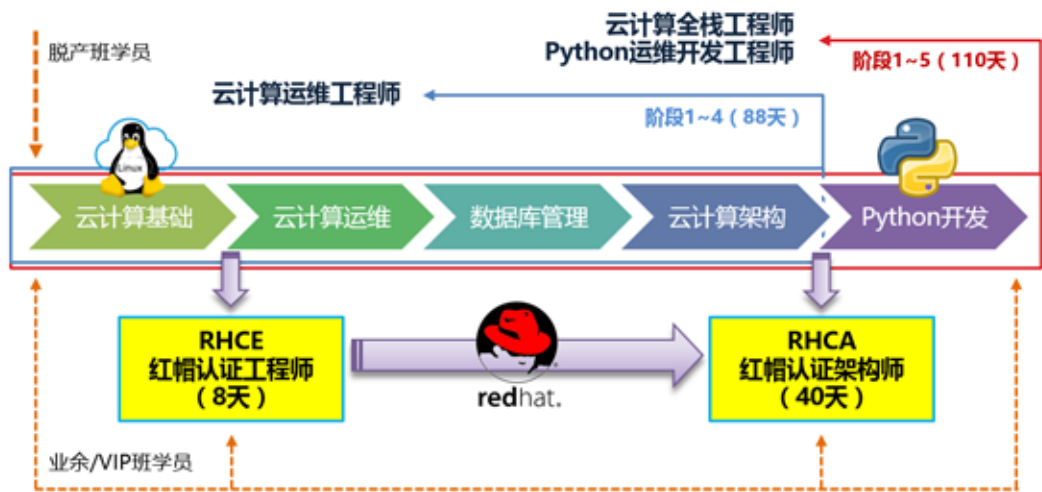 脱产班学员
云计算全栈工程师
Python运维开发工程师
阶段1~5（110天）
云计算运维工程师
阶段1~4（88天）
Linux
云计算基础
云计算运维
数据库管理
云计算架构
Python开发
RHCE
红帽认证工程师
（8天）
redhat.
RHCA
红帽认证架构师
（40天）
业余/VIP班学员